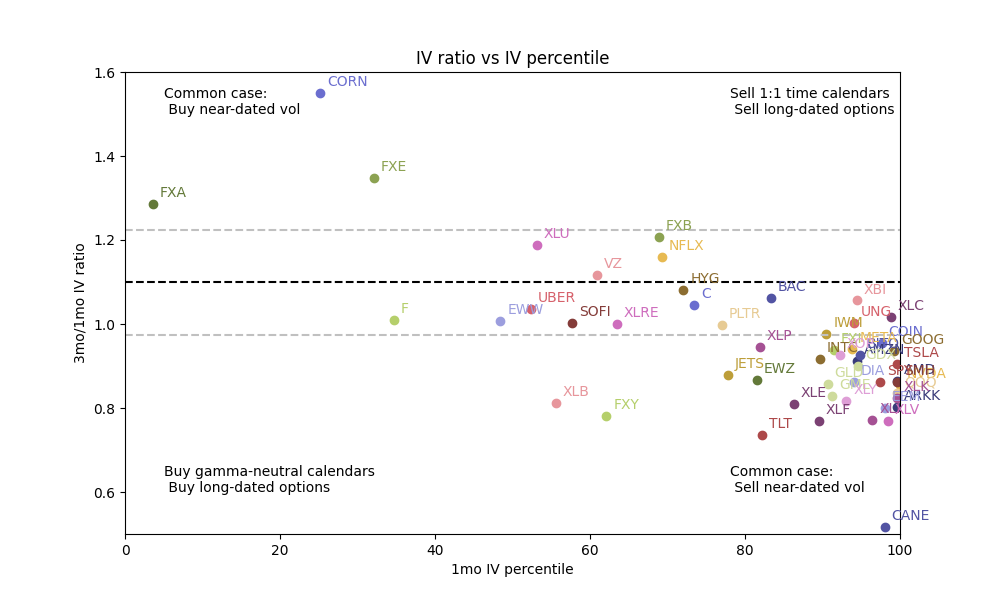 IV ratio vs IV percentile
1.6
CORN
Common case:
Buy near-dated vol
Sell 1:1 time calendars
Sell long-dated options
1.4
FXE
FXA
1.2
XLU
FXB
NFLX
VZ
HYG
BAC
XBI
UBER
C
XLC
1.0
F
EWW
SOFI
XLRE
PLTR
IWM
UNG
COIN
XLP
INTC
AMZN
GOOG
TSLA
JETS
EWZ
GLD
DIA
AMD
XLB
FXY
XLE
XLY
XLK
ARKK
0.8
XLF
XLV
TLT
3mo/1mo IV ratio
Buy gamma-neutral calendars
Buy long-dated options
Common case:
Sell near-dated vol
0.6
CANE
0
20
40
60
80
100
1mo IV percentile